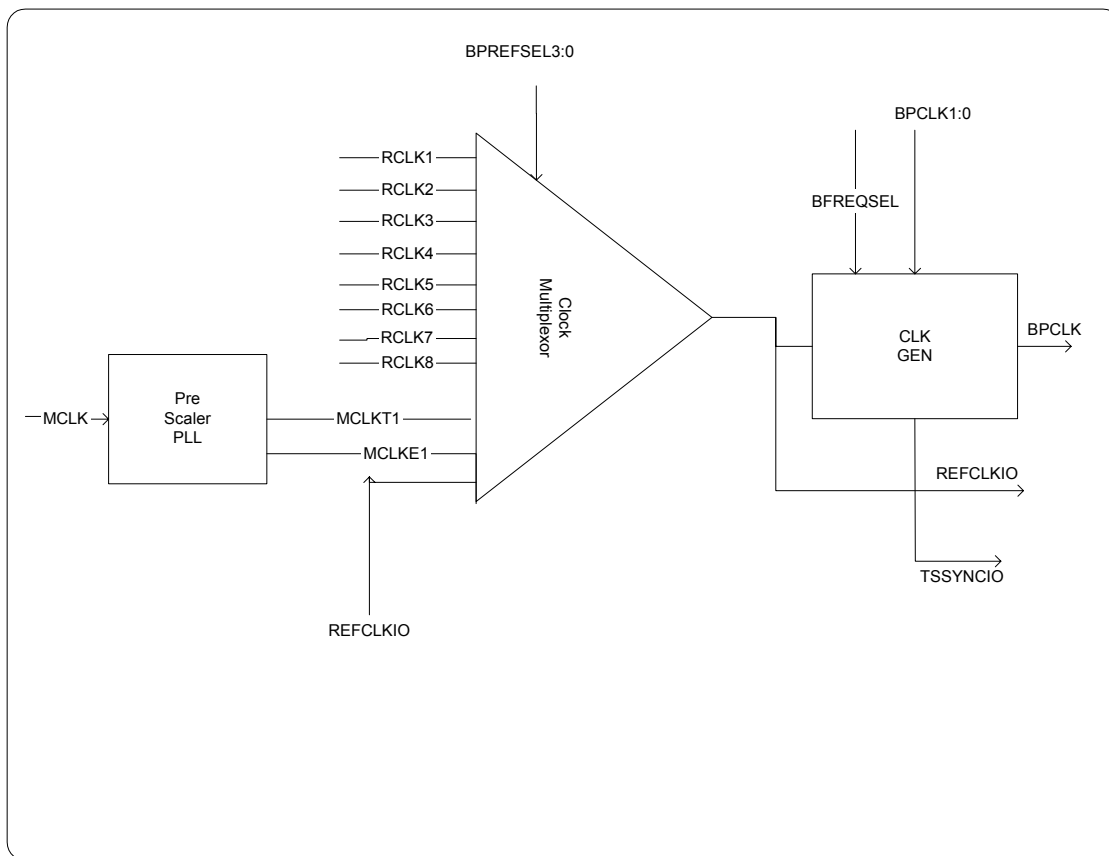 BPREFSEL3:0
BPCLK1:0
RCLK1
RCLK2
RCLK3
RCLK4
RCLK5
RCLK6
RCLK7
RCLK8
BFREQSEL
Clock
Multiplexor
CLK
GEN
BPCLK
Pre
Scaler
PLL
MCLK
MCLKT1
MCLKE1
REFCLKIO
TSSYNCIO
REFCLKIO